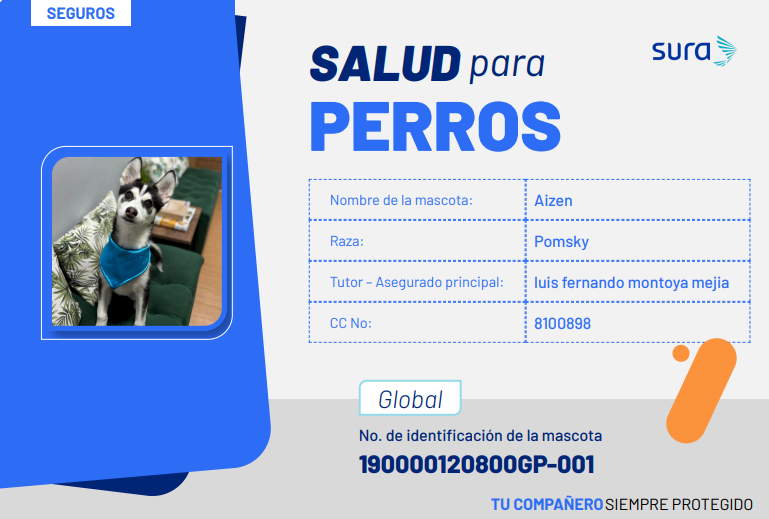 SEGUROS
SALUD para
sura
PERROS
Nombre de la mascota: Aizen
Raza: Pomsky
Tutor – Asegurado principal: luis fernando montoya mejia
CC No: 8100898
Global
No. de identificación de la mascota
190000120800GP-001
TU COMPAÑERO SIEMPRE PROTEGIDO